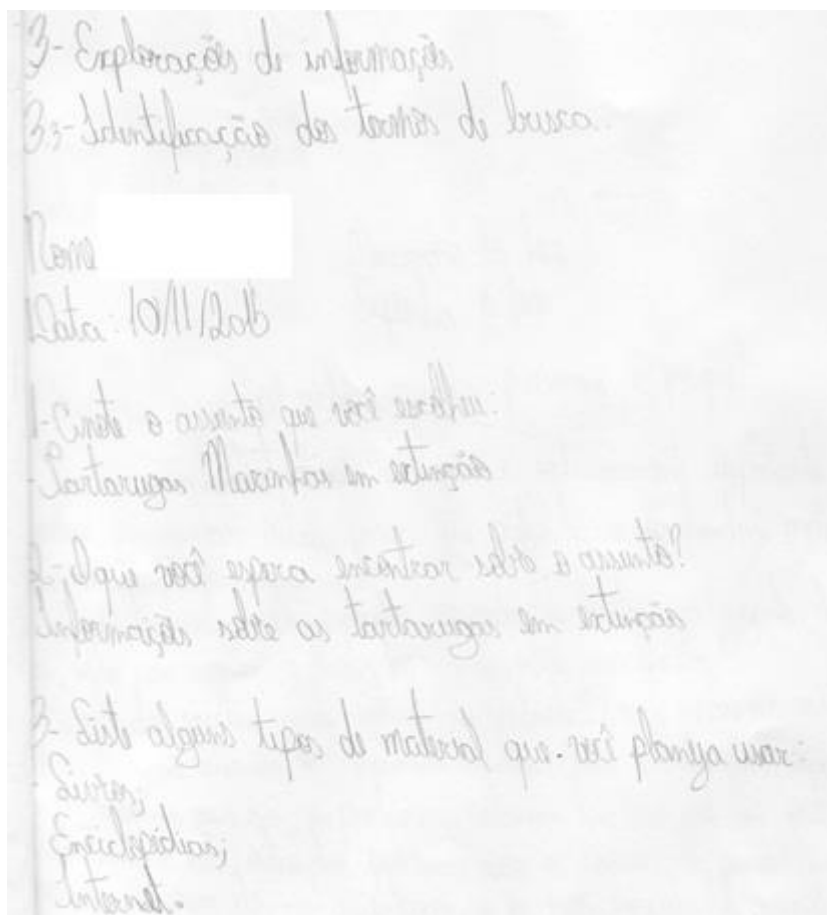 3- Explorações de informações
3.3- Identificação dos termos de busca.
Nome
Data: 10/11/2016
1- Conte o assunto que você escolheu:
- Tartarugas Marinhas em extinção
2- O que você espera encontrar sobre o assunto?
Informações sobre as tartarugas em extinção
3- Liste alguns tipos de material que você planeja usar:
- Livros;
Enciclopédias;
Internet.